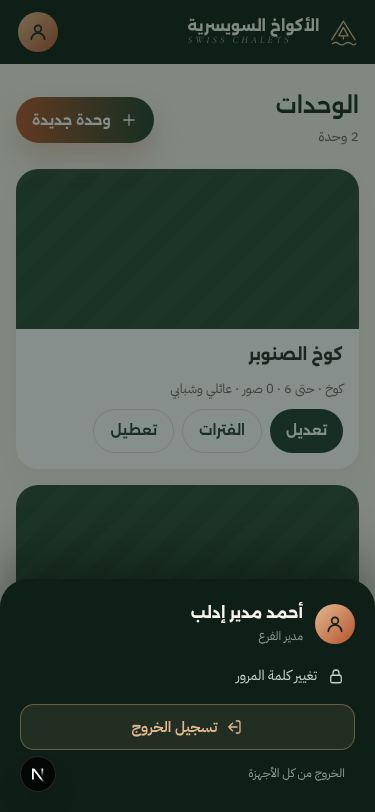 الأكواخ السويسرية
SWISS CHALETS
الوحدات
2 وحدة
وحدة جديدة
كوخ الصنوبر
كوخ · حتى 6 · 0 صور · عائلي وشبابي
تعديل
الفترات
تعطيل
أحمد مدير إدلب
مدير الفرع
تغيير كلمة المرور
تسجيل الخروج
الخروج من كل الأجهزة
N